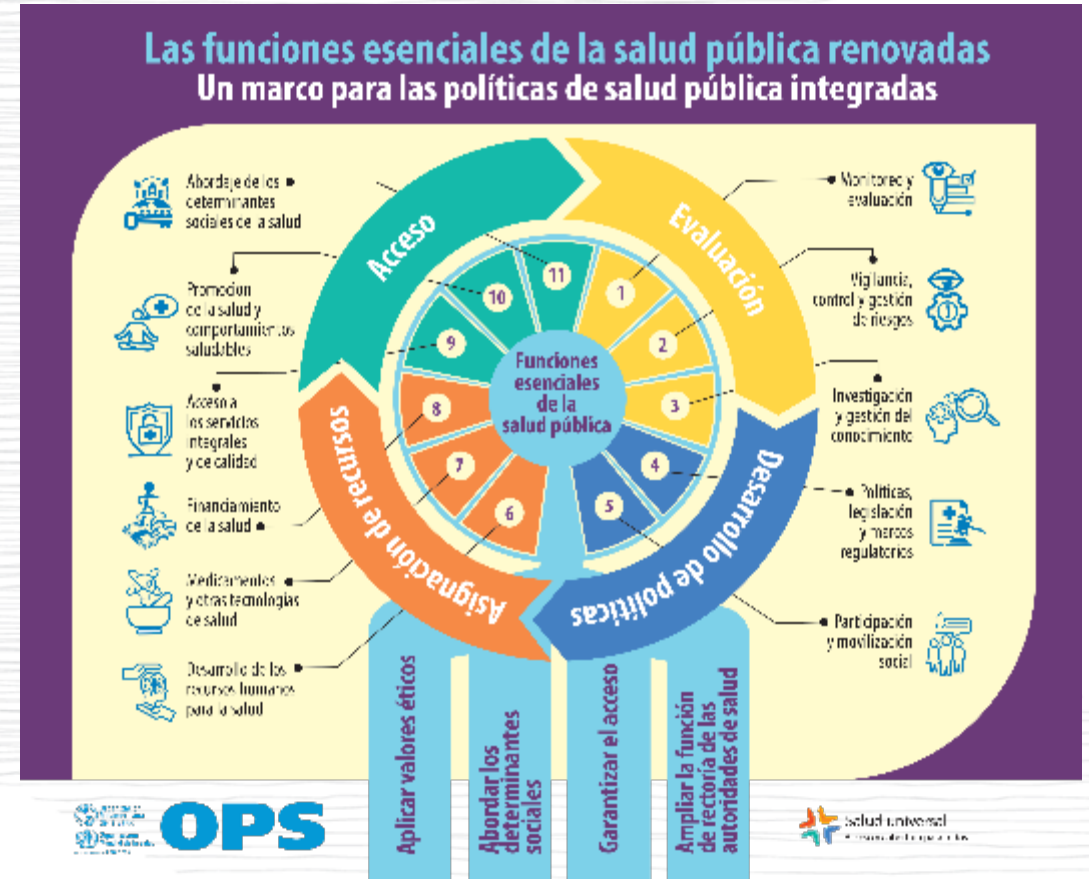 Las funciones esenciales de la salud pública renovadas
Un marco para las políticas de salud pública integradas
Acceso
Evaluación
Desarrollo de políticas
Asignación de recursos
Funciones
esenciales
de la
salud pública
1
2
3
4
5
6
7
8
9
10
11
Abordaje de los
determinantes
sociales de la salud
Promocion
de la salud y
comportamientos
saludables
Acceso a
los servicios
integrales
y de calidad
Financiamiento
de la salud
Medicamentos
y otras tecnologías
de salud
Desarrollo de los
recursos humanos
para la salud
Monitoreo y
evaluación
Vigilancia,
control y gestión
de riesgos
Investigación
y gestión del
conocimiento
Políticas,
legislación
y marcos
regulatorios
Participación
y movilización
social
Aplicar valores éticos
Abordar los
determinantes
sociales
Garantizar el acceso
Ampliar la función
de rectoría de las
autoridades de salud
OPS
Salud universal